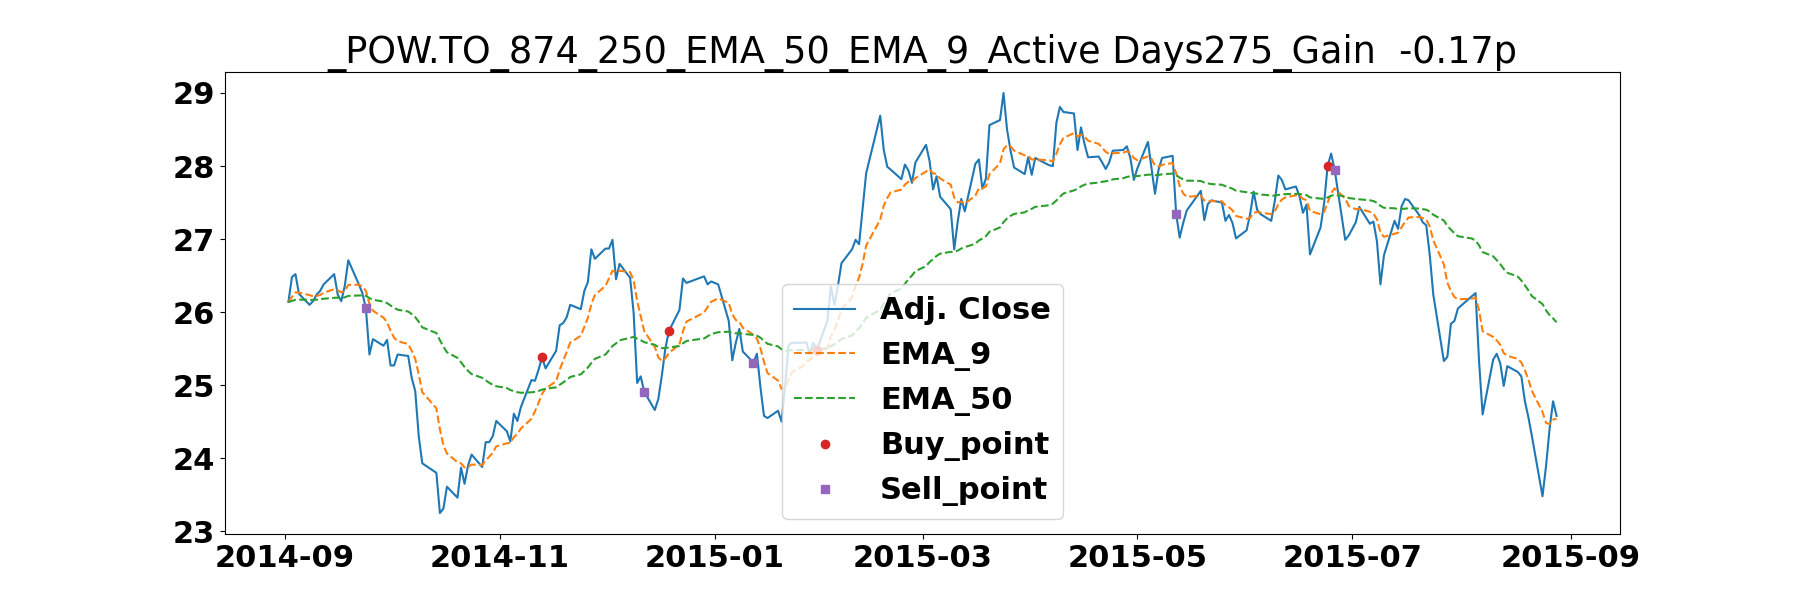 _POW.TO_874_250_EMA_50_EMA_9_Active Days275_Gain  -0.17p
29
28
27
26
25
24
23
Adj. Close
EMA_9
EMA_50
Buy_point
Sell_point
2014-09 2014-11 2015-01 2015-03 2015-05 2015-07 2015-09